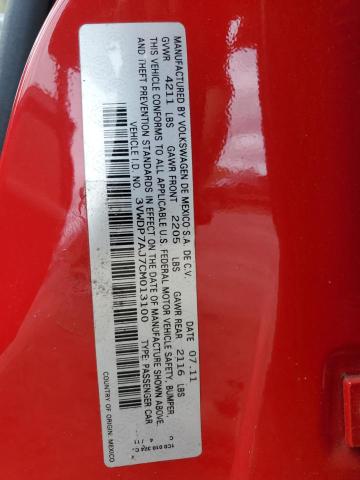 MANUFACTURED BY VOLKSWAGEN DE MEXICO S.A. DE C.V. DATE 07.11
GVWR 4211 LBS GAWR FRONT 2205 LBS GAWR REAR 2116 LBS
THIS VEHICLE CONFORMS TO ALL APPLICABLE U.S. FEDERAL MOTOR VEHICLE SAFETY, BUMPER,
AND THEFT PREVENTION STANDARDS IN EFFECT ON THE DATE OF MANUFACTURE SHOWN ABOVE.
VEHICLE I.D. NO. 3VWDP7AJ7CM013100 TYPE: PASSENGER CAR
COUNTRY OF ORIGIN: MEXICO